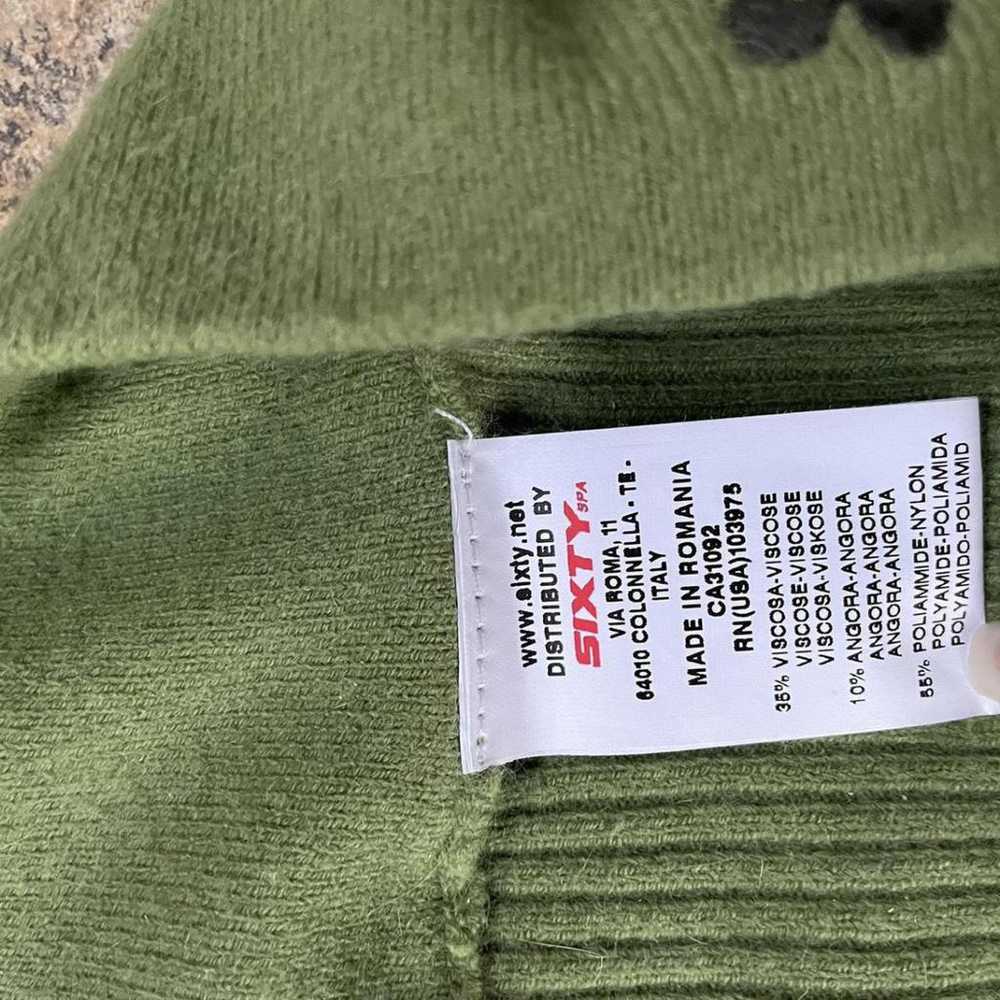 www.sixty.net
DISTRIBUTED BY
SIXTY SPA
VIA ROMA, 11
64010 COLONNELLA - TE -
ITALY
MADE IN ROMANIA
CA31092
RN(USA)103975
35% VISCOSA-VISCOSE
VISCOSE-VISCOSE
VISCOSA-VISKOSE
10% ANGORA-ANGORA
ANGORA-ANGORA
ANGORA-ANGORA
55% POLIAMIDE-NYLON
POLYAMIDE-POLIAMIDA
POLYAMIDO-POLIAMID